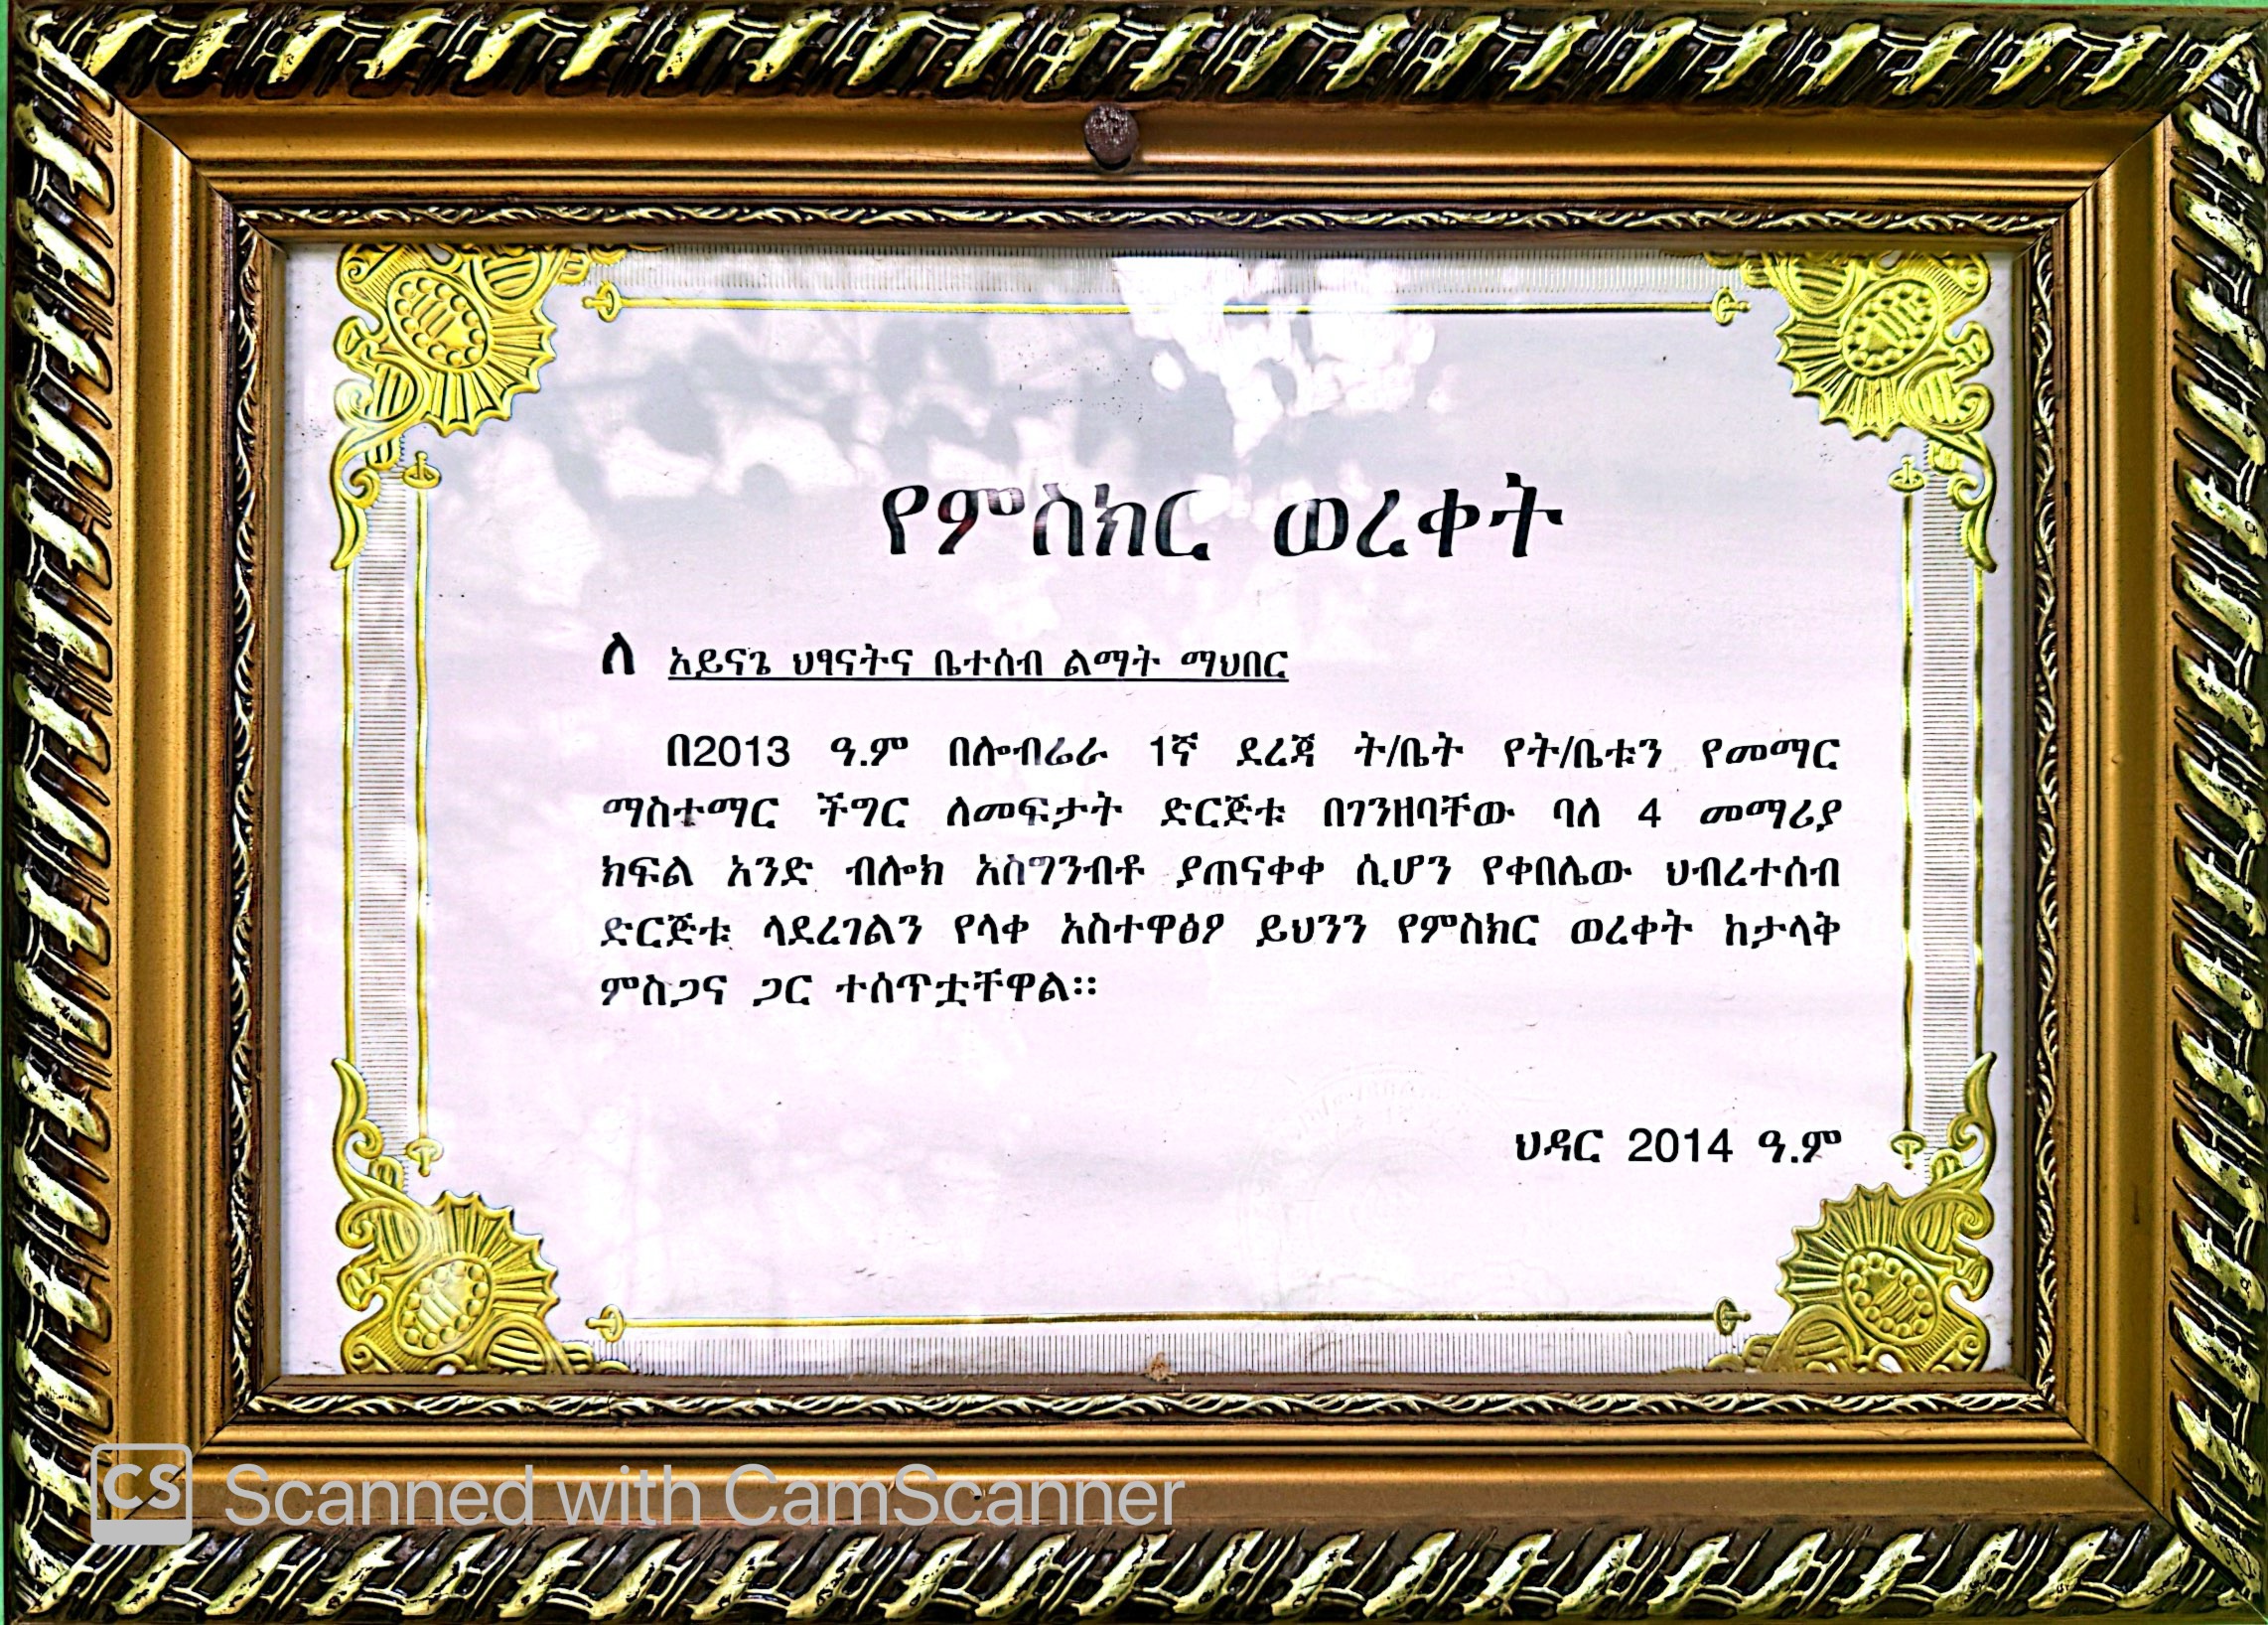 የምስክር ወረቀት
ለ አይናጌ ህፃናትና ቤተሰብ ልማት ማህበር
በ2013 ዓ.ም በሎብሬራ 1ኛ ደረጃ ት/ቤት የት/ቤቱን የመማር
ማስተማር ችግር ለመፍታት ድርጅቱ በገንዘባቸው ባለ 4 መማሪያ
ክፍል አንድ ብሎክ አስግንብቶ ያጠናቀቀ ሲሆን የቀበሌው ህብረተሰብ
ድርጅቱ ላደረገልን የላቀ አስተዋፅዖ ይህንን የምስክር ወረቀት ከታላቅ
ምስጋና ጋር ተሰጥቷቸዋል፡፡
ህዳር 2014 ዓ.ም
CS Scanned with CamScanner